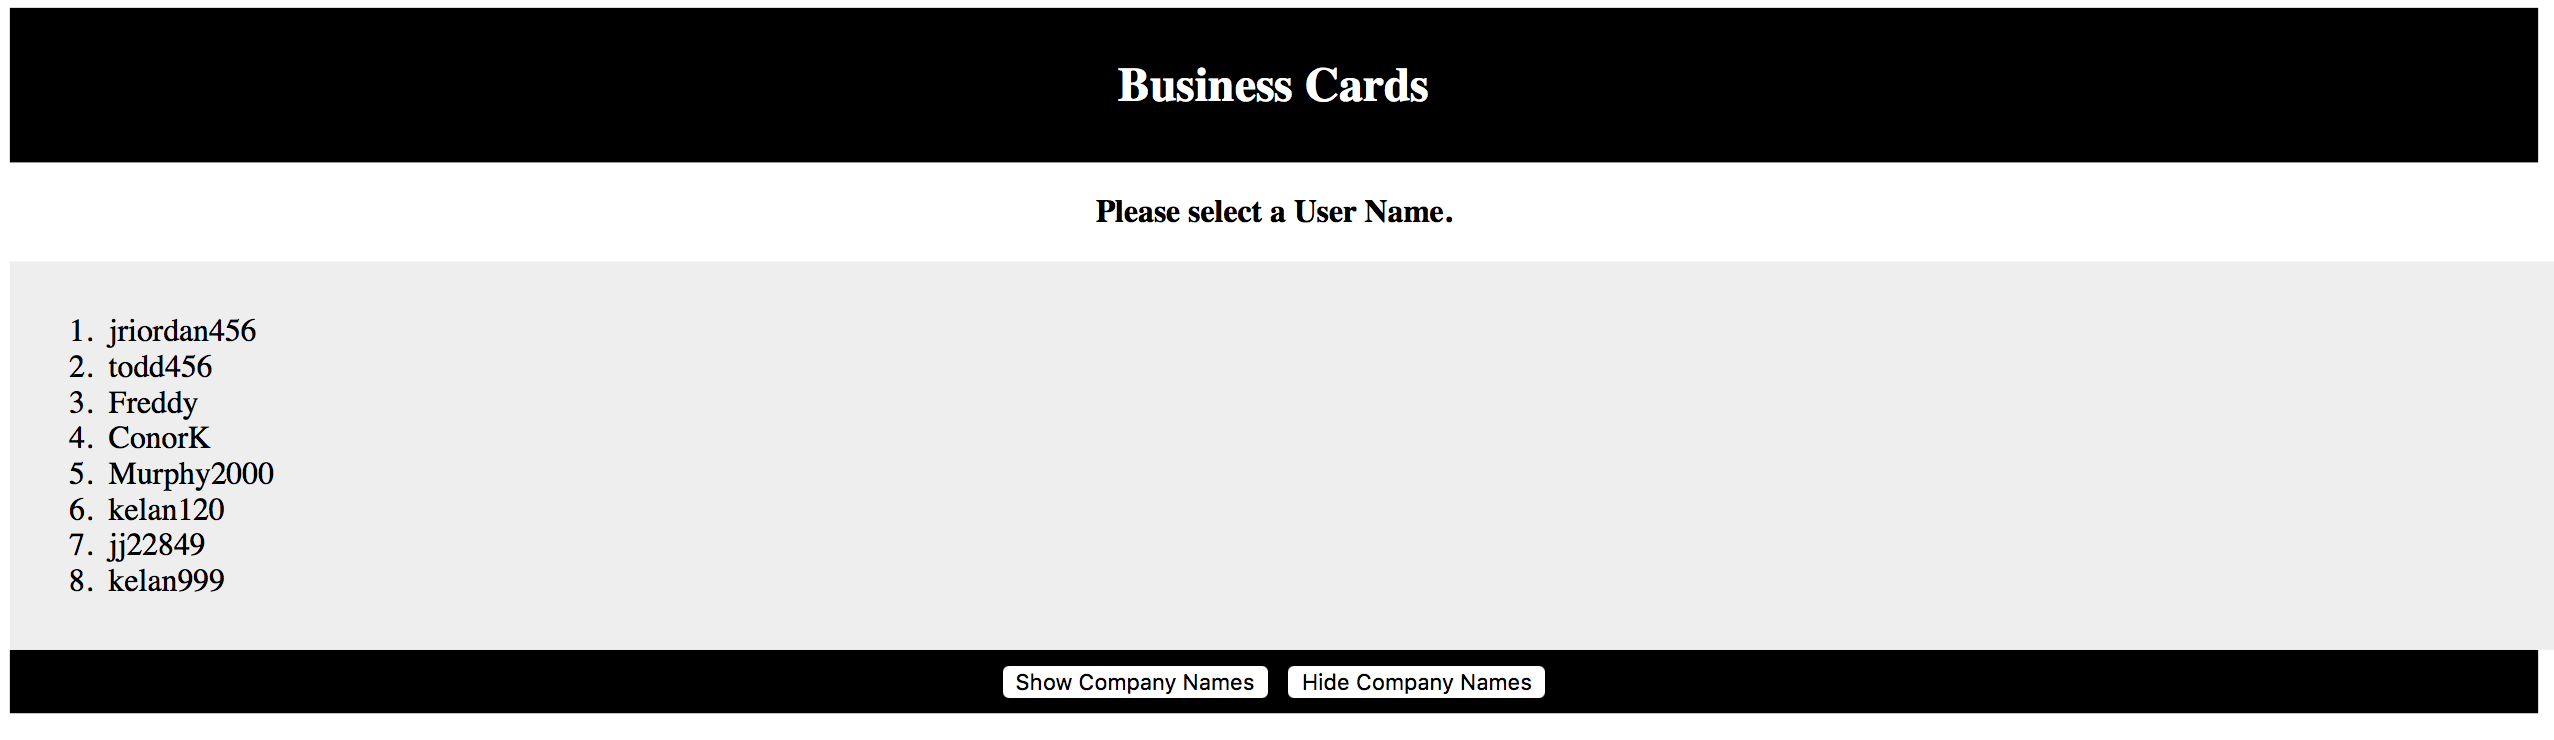 Business Cards
Please select a User Name.
1. jriordan456
2. todd456
3. Freddy
4. ConorK
5. Murphy2000
6. kelan120
7. jj22849
8. kelan999
Show Company Names Hide Company Names